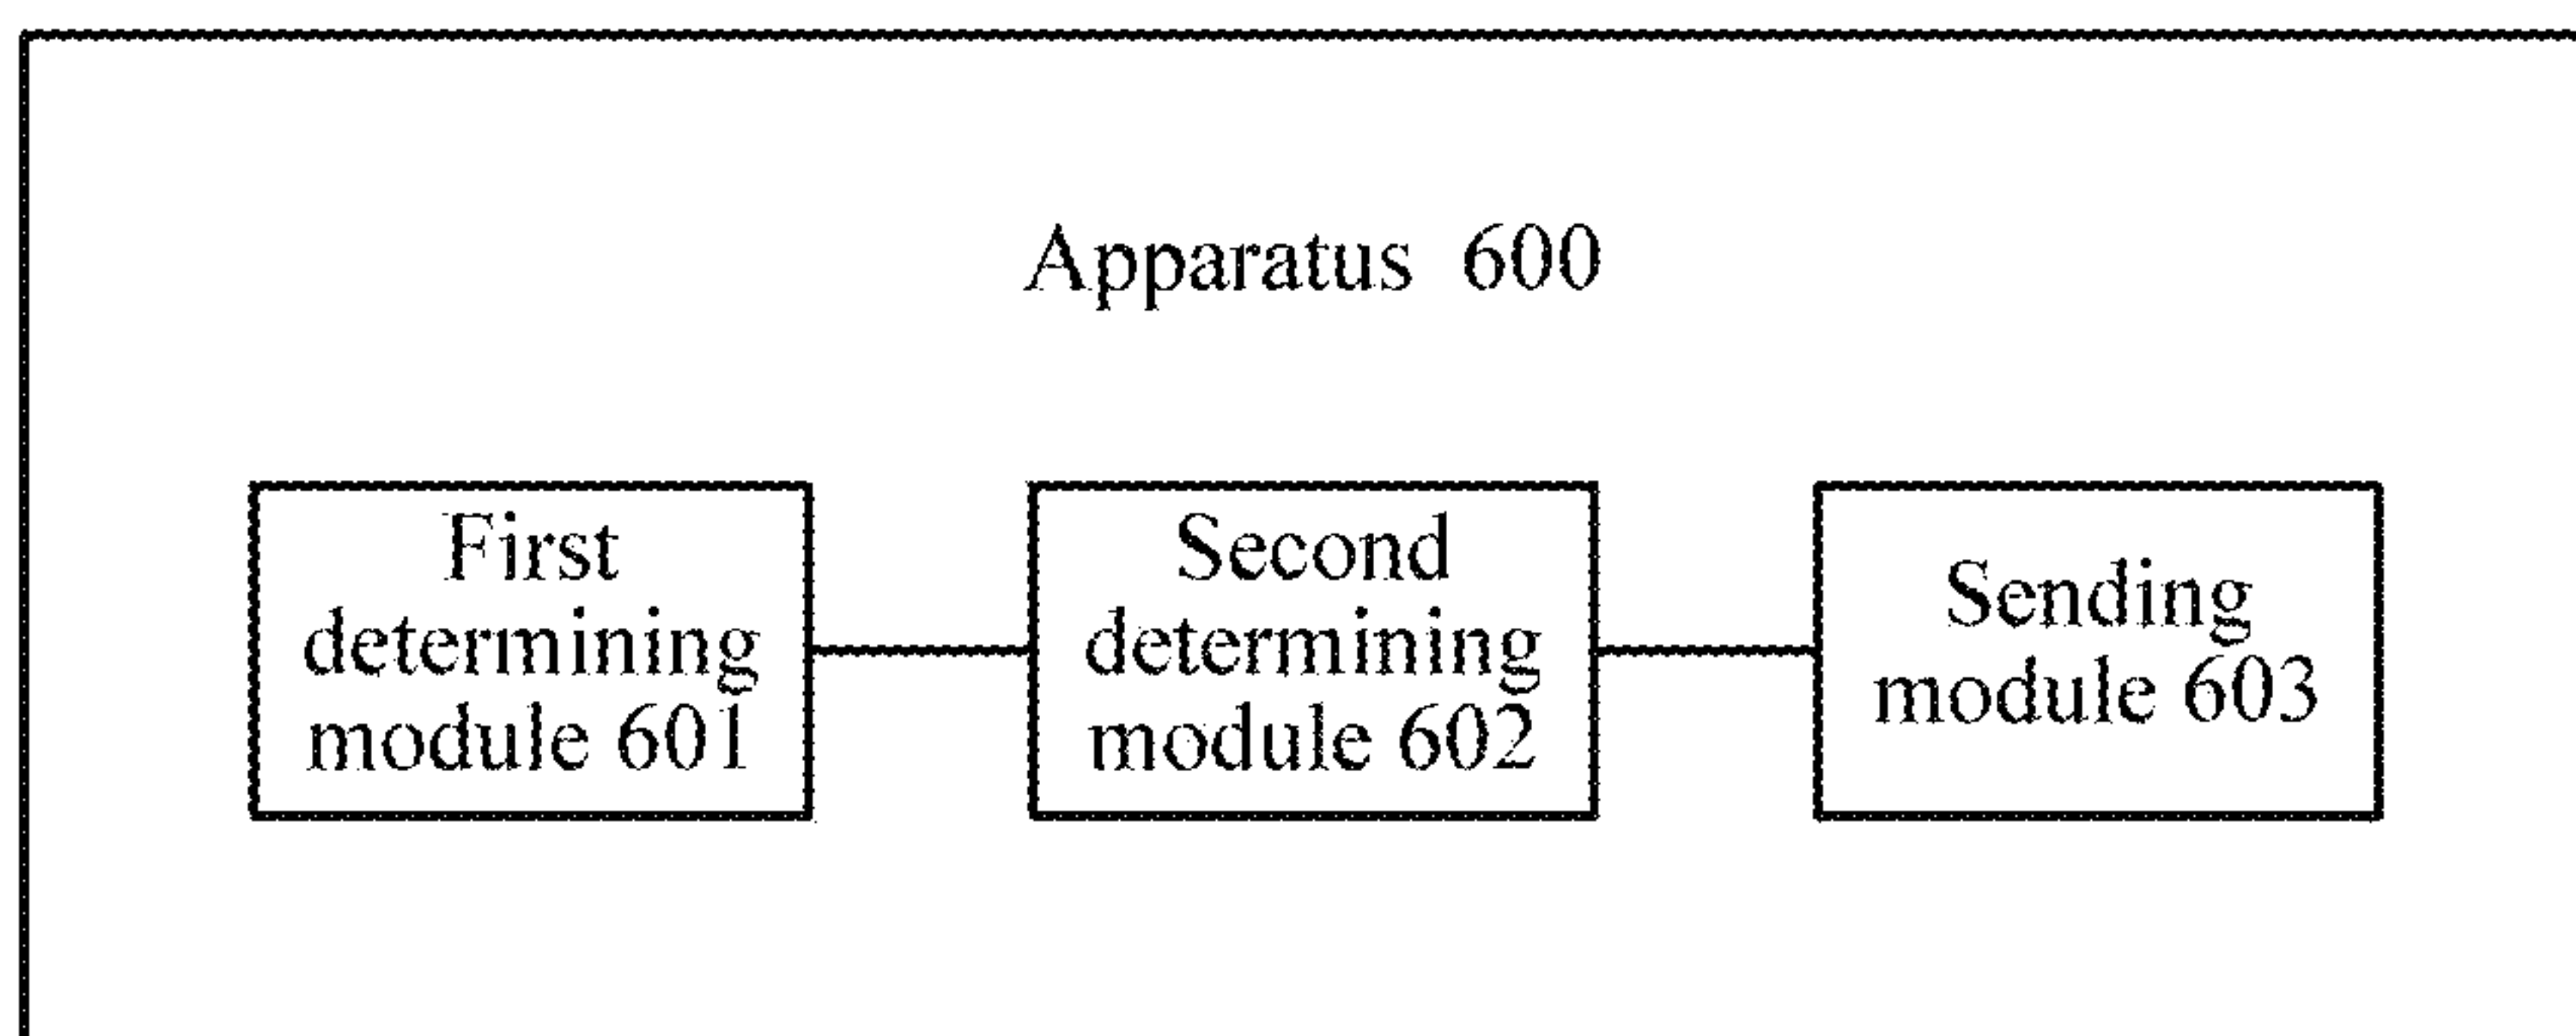 Apparatus 600
First
determining
module 601
Second
determining
module 602
Sending
module 603